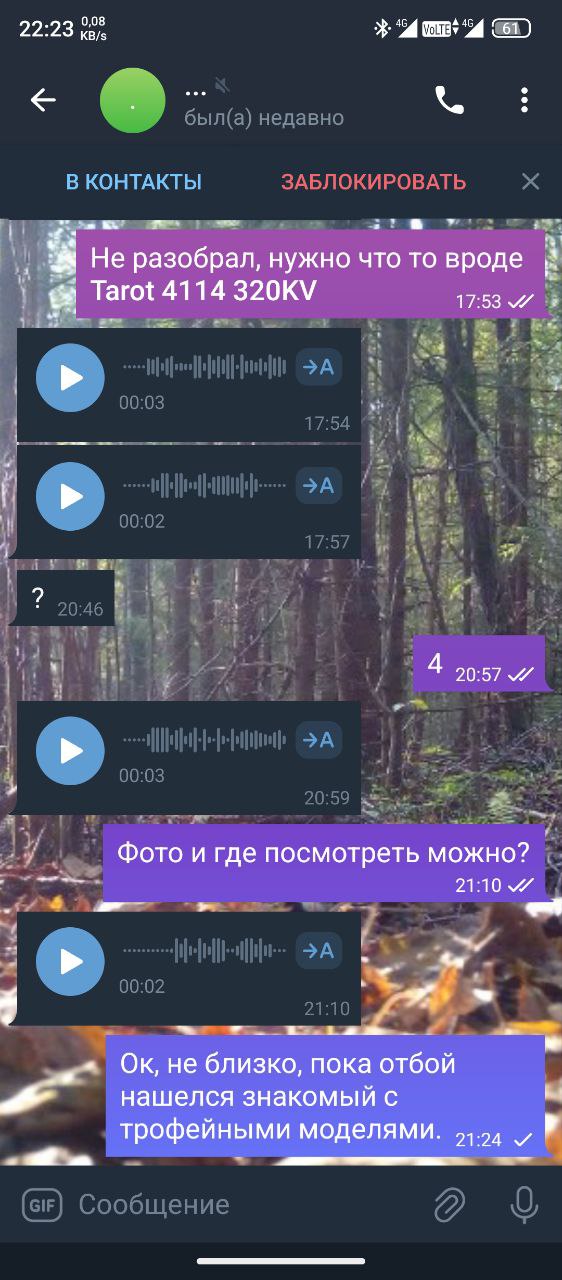 22:23 0,08 KB/s 4G VoLTE 4G 61
. ...
был(а) недавно
В КОНТАКТЫ ЗАБЛОКИРОВАТЬ
Не разобрал, нужно что то вроде
Tarot 4114 320KV 17:53
→A
00:03
17:54
→A
00:02
17:57
? 20:46
4 20:57
→A
00:03
20:59
Фото и где посмотреть можно?
21:10
→A
00:02
21:10
Ок, не близко, пока отбой
нашелся знакомый с
трофейными моделями. 21:24
GIF Сообщение